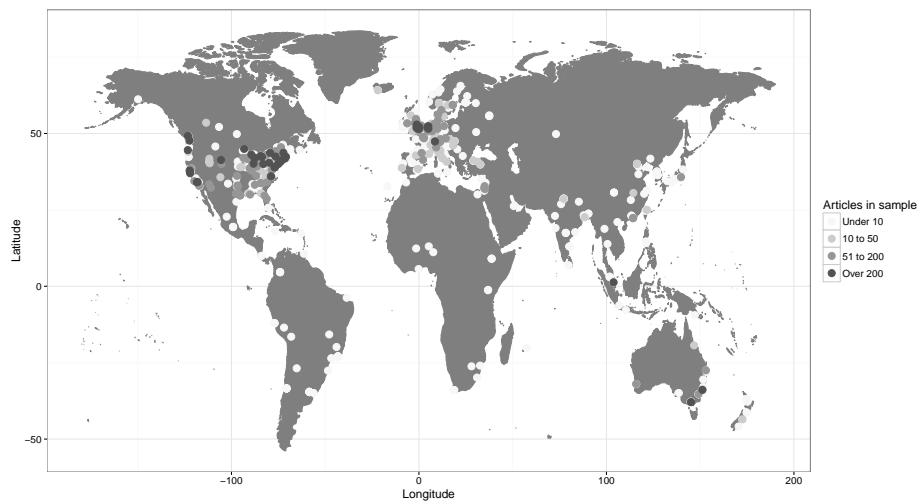 50
0
−50
Latitude
−100
0
100
200
Longitude
Articles in sample
Under 10
10 to 50
51 to 200
Over 200